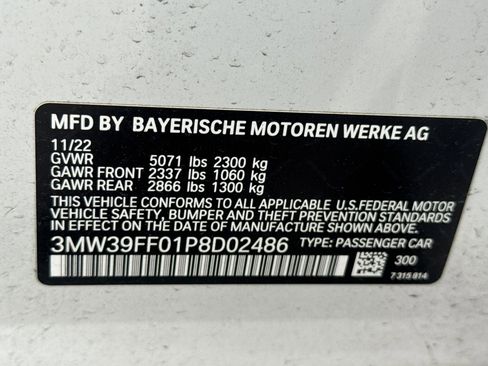 MFD BY BAYERISCHE MOTOREN WERKE AG
11/22
GVWR 5071 lbs 2300 kg
GAWR FRONT 2337 lbs 1060 kg
GAWR REAR 2866 lbs 1300 kg
THIS VEHICLE CONFORMS TO ALL APPLICABLE U.S.FEDERAL MOTOR
VEHICLE SAFETY, BUMPER AND THEFT PREVENTION STANDARDS
IN EFFECT ON THE DATE OF MANUFACTURE SHOWN ABOVE.
3MW39FF01P8D02486 TYPE: PASSENGER CAR
300
7 315 814